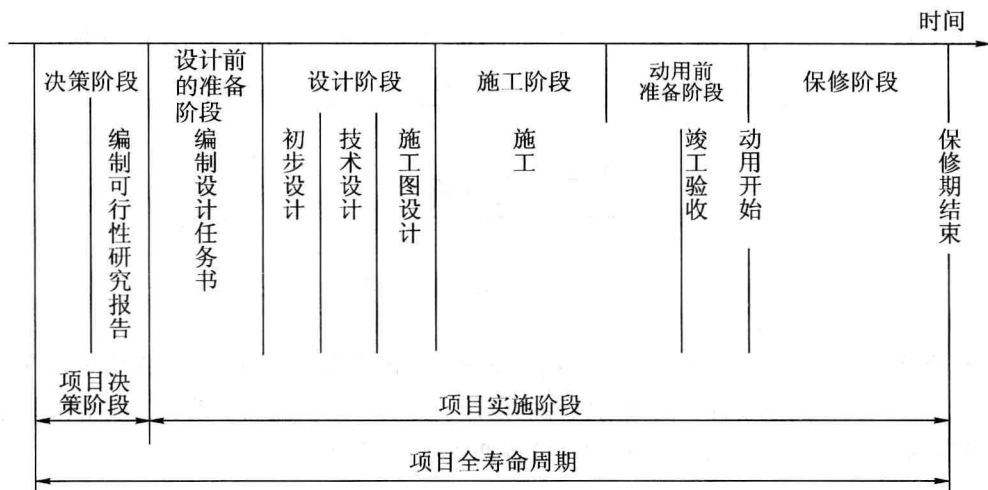 时间
决策阶段
设计前
的准备
阶段
设计阶段
施工阶段
动用前
准备阶段
保修阶段
编制可行性研究报告
编制设计任务书
初步设计
技术设计
施工图设计
施工
竣工验收
动用开始
保修期结束
项目决
策阶段
项目实施阶段
项目全寿命周期